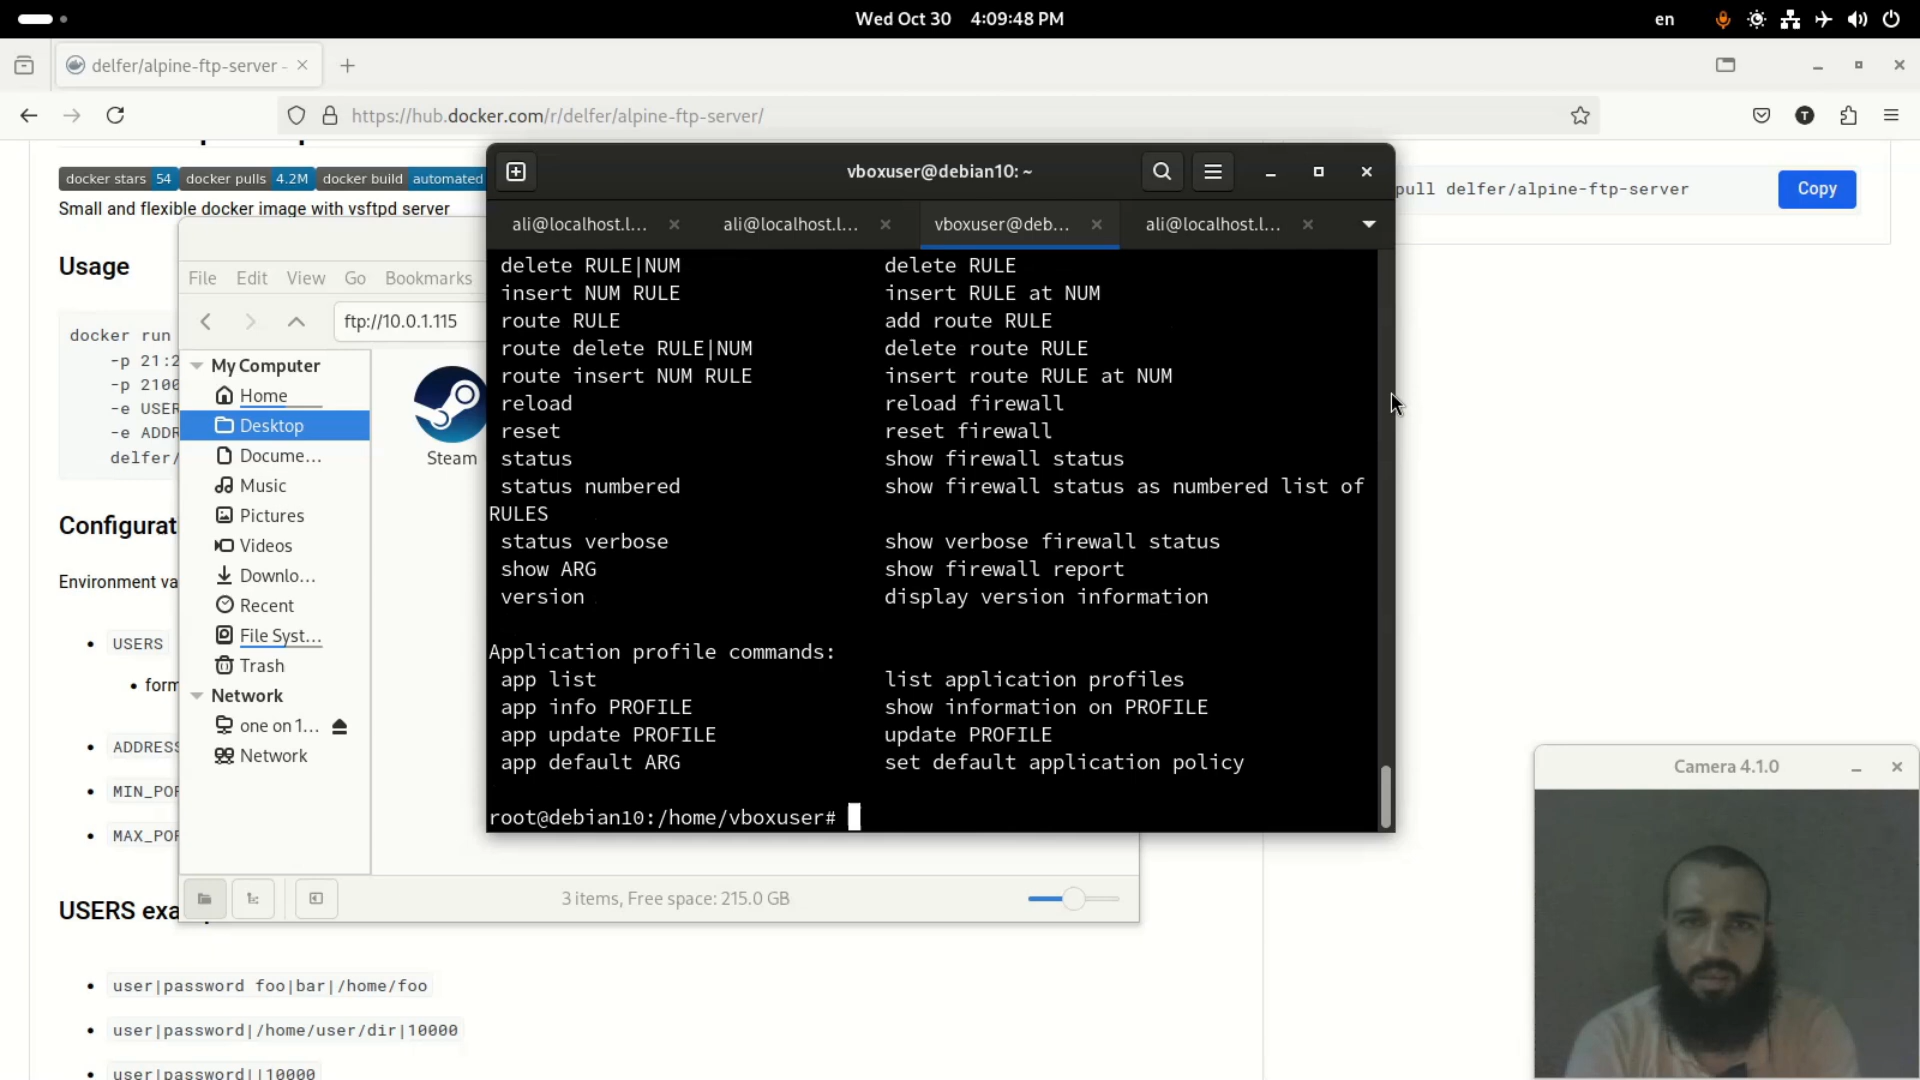 Wed Oct 30 4:09:48 PM
en
delfer/alpine-ftp-server -
https://hub.docker.com/r/delfer/alpine-ftp-server/
T
docker stars 54 docker pulls 4.2M docker build automated
Small and flexible docker image with vsftpd server
pull delfer/alpine-ftp-server
Copy
Usage
docker run
-p 21:2
-p 2100
-e USER
-e ADDR
delfer/
Configurat
Environment va
USERS
form
ADDRESS
MIN_POR
MAX_POR
USERS exa
user|password foo|bar|/home/foo
user|password|/home/user/dir|10000
user|password||10000
File Edit View Go Bookmarks
ftp://10.0.1.115
My Computer
Home
Desktop
Docume...
Music
Pictures
Videos
Downlo...
Recent
File Syst...
Trash
Network
one on 1...
Network
Steam
3 items, Free space: 215.0 GB
vboxuser@debian10: ~
ali@localhost.l... ali@localhost.l... vboxuser@deb... ali@localhost.l...
delete RULE|NUM delete RULE
insert NUM RULE insert RULE at NUM
route RULE add route RULE
route delete RULE|NUM delete route RULE
route insert NUM RULE insert route RULE at NUM
reload reload firewall
reset reset firewall
status show firewall status
status numbered show firewall status as numbered list of
RULES
status verbose show verbose firewall status
show ARG show firewall report
version display version information
Application profile commands:
app list list application profiles
app info PROFILE show information on PROFILE
app update PROFILE update PROFILE
app default ARG set default application policy
root@debian10:/home/vboxuser#
Camera 4.1.0